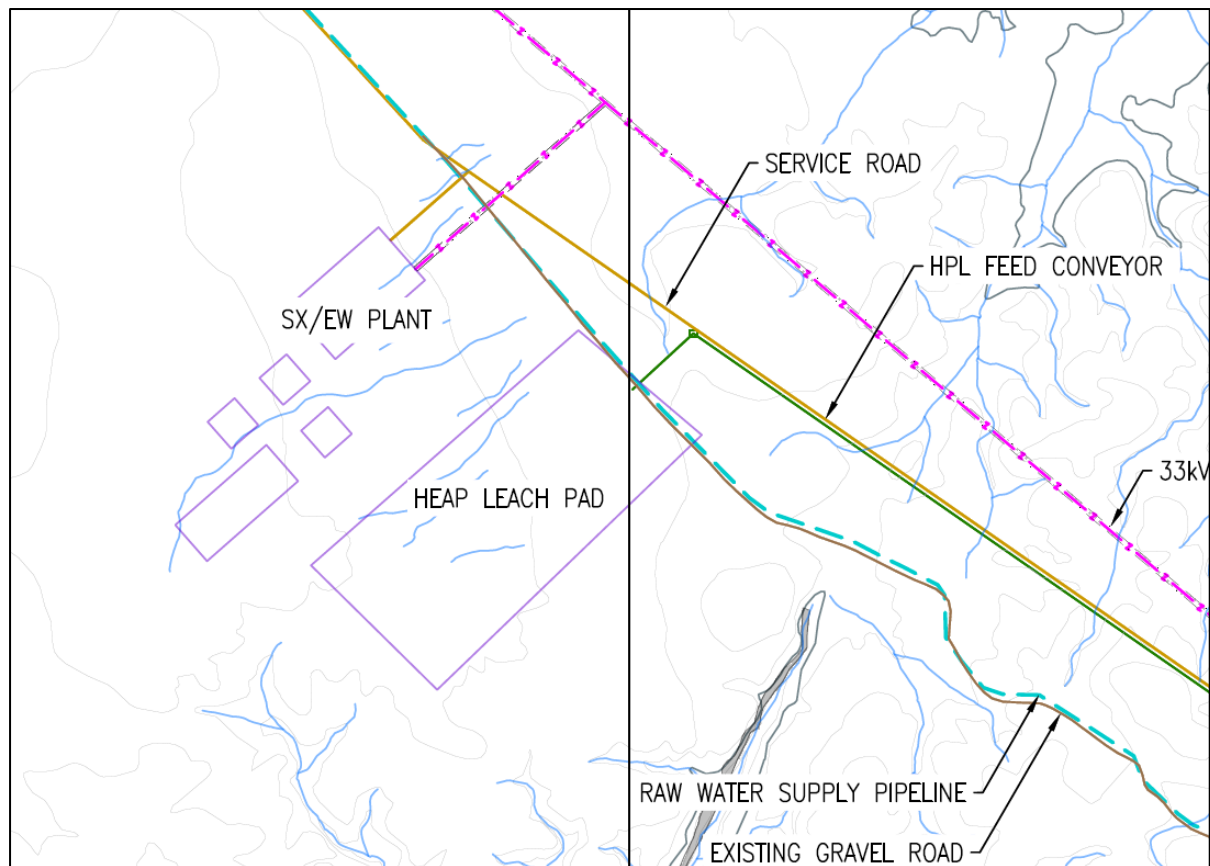 SERVICE ROAD
HPL FEED CONVEYOR
SX/EW PLANT
33kV
HEAP LEACH PAD
RAW WATER SUPPLY PIPELINE
EXISTING GRAVEL ROAD